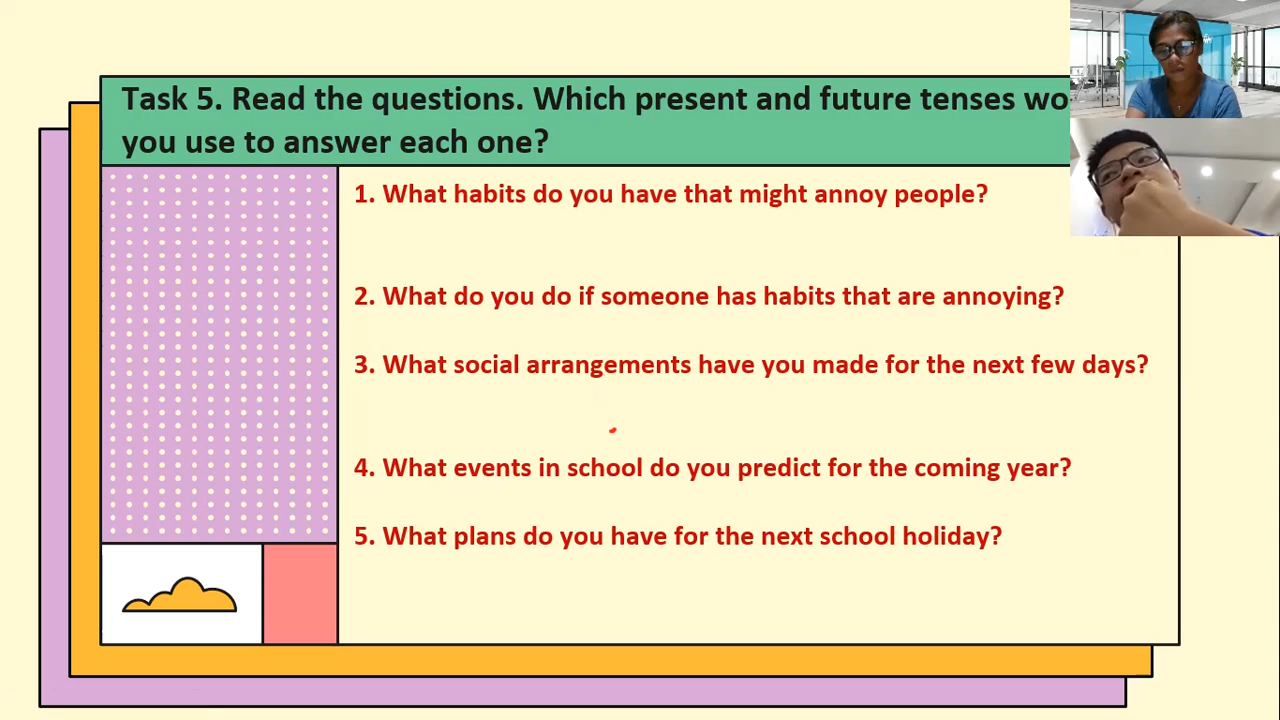 Task 5. Read the questions. Which present and future tenses wo
you use to answer each one?
1. What habits do you have that might annoy people?
2. What do you do if someone has habits that are annoying?
3. What social arrangements have you made for the next few days?
4. What events in school do you predict for the coming year?
5. What plans do you have for the next school holiday?